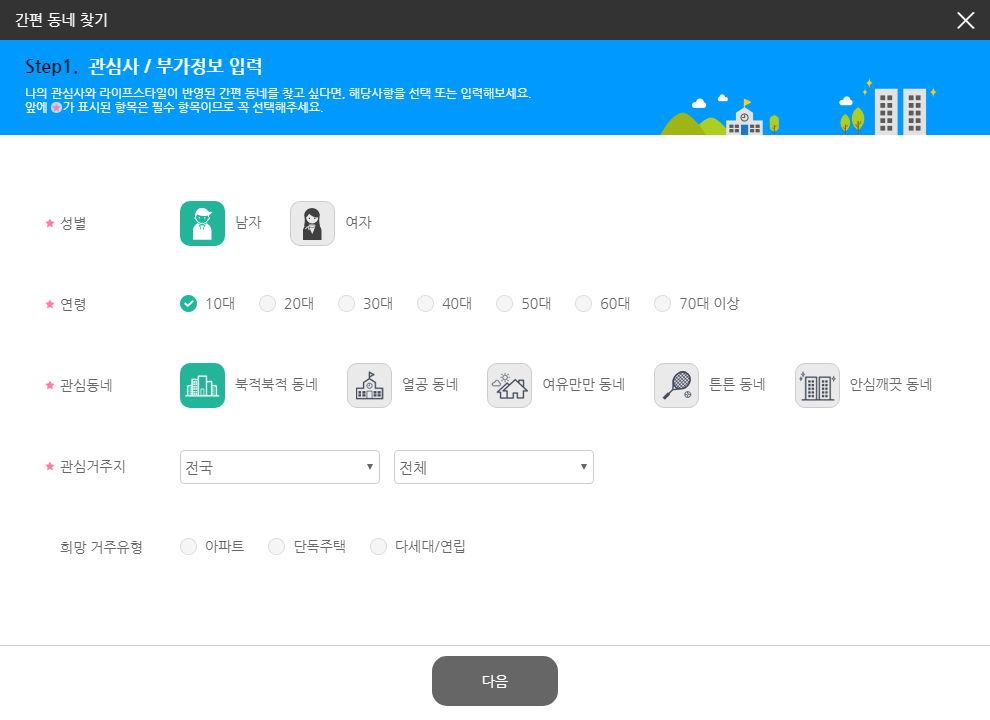 간편 동네 찾기
Step1. 관심사 / 부가정보 입력
나의 관심사와 라이프스타일이 반영된 간편 동네를 찾고 싶다면, 해당사항을 선택 또는 입력해보세요.
앞에 ★가 표시된 항목은 필수 항목이므로 꼭 선택해주세요.
★ 성별 남자 여자
★ 연령 10대 20대 30대 40대 50대 60대 70대 이상
★ 관심동네 북적북적 동네 열공 동네 여유만만 동네 튼튼 동네 안심깨끗 동네
★ 관심거주지 전국 전체
희망 거주유형 아파트 단독주택 다세대/연립
다음